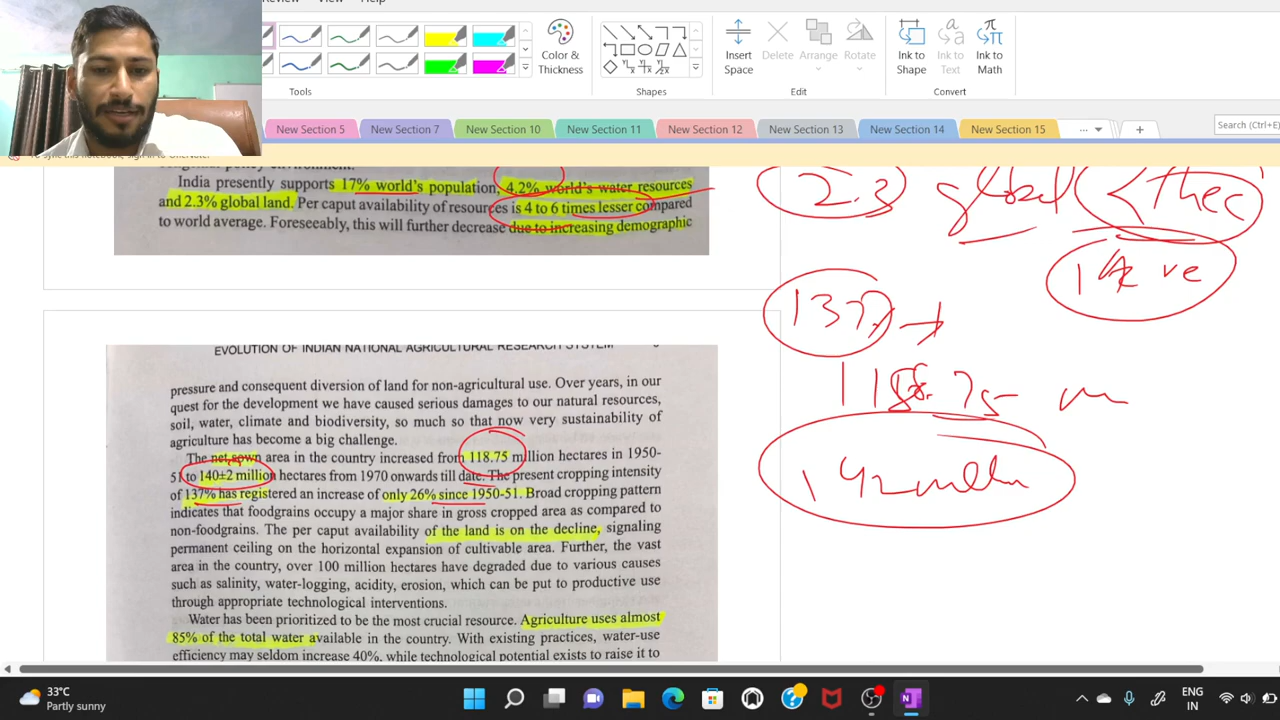 Review View Help
Color & Thickness
Insert Space
Delete
Arrange
Rotate
Ink to Shape
Ink to Text
Ink to Math
Tools
Shapes
Edit
Convert
New Section 5
New Section 7
New Section 10
New Section 11
New Section 12
New Section 13
New Section 14
New Section 15
...
Search (Ctrl+E)
To sync this notebook, sign in to OneNote.
India presently supports 17% world's population, 4.2% world's water resources
and 2.3% global land. Per caput availability of resources is 4 to 6 times lesser compared
to world average. Foreseeably, this will further decrease due to increasing demographic
EVOLUTION OF INDIAN NATIONAL AGRICULTURAL RESEARCH SYSTEM
pressure and consequent diversion of land for non-agricultural use. Over years, in our
quest for the development we have caused serious damages to our natural resources,
soil, water, climate and biodiversity, so much so that now very sustainability of
agriculture has become a big challenge.
The net sown area in the country increased from 118.75 million hectares in 1950-
51 to 140±2 million hectares from 1970 onwards till date. The present cropping intensity
of 137% has registered an increase of only 26% since 1950-51. Broad cropping pattern
indicates that foodgrains occupy a major share in gross cropped area as compared to
non-foodgrains. The per caput availability of the land is on the decline, signaling
permanent ceiling on the horizontal expansion of cultivable area. Further, the vast
area in the country, over 100 million hectares have degraded due to various causes
such as salinity, water-logging, acidity, erosion, which can be put to productive use
through appropriate technological interventions.
Water has been prioritized to be the most crucial resource. Agriculture uses almost
85% of the total water available in the country. With existing practices, water-use
efficiency may seldom increase 40%, while technological potential exists to raise it to
2.3 global
137%
118.75 m
142 million
33°C
Partly sunny
ENG
IN